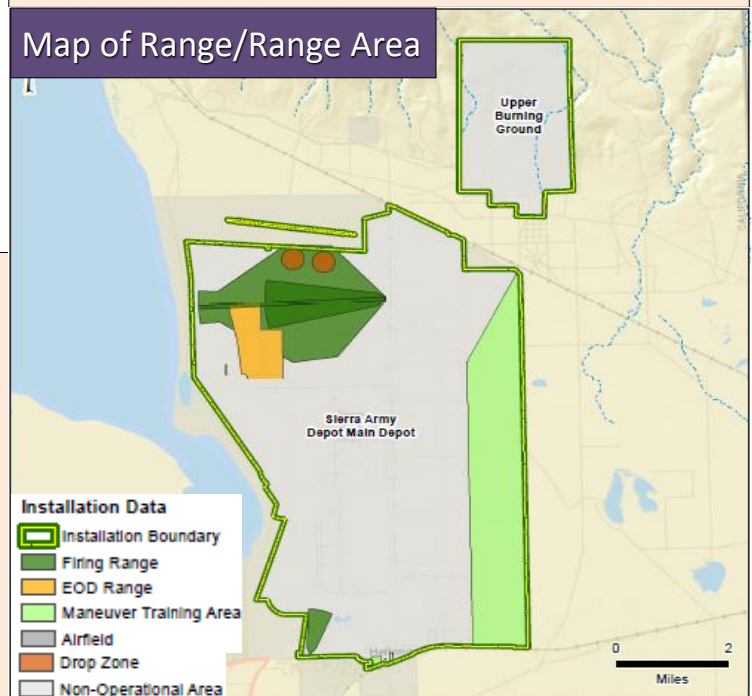 Map of Range/Range Area
Upper
Burning
Ground
CALIFORNIA
Sierra Army
Depot Main Depot
Installation Data
Installation Boundary
Firing Range
EOD Range
Maneuver Training Area
Airfield
Drop Zone
Non-Operational Area
0 2
Miles